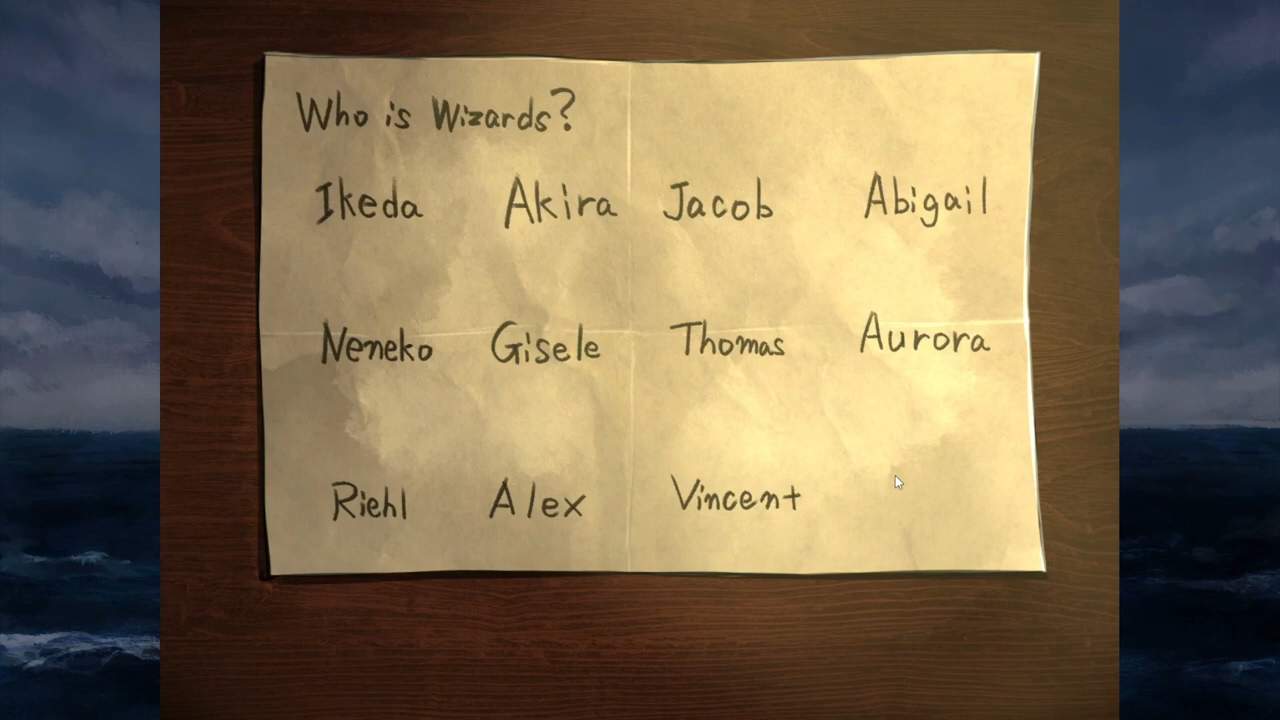 Who is Wizards?
Ikeda Akira Jacob Abigail
Neneko Gisele Thomas Aurora
Riehl Alex Vincent